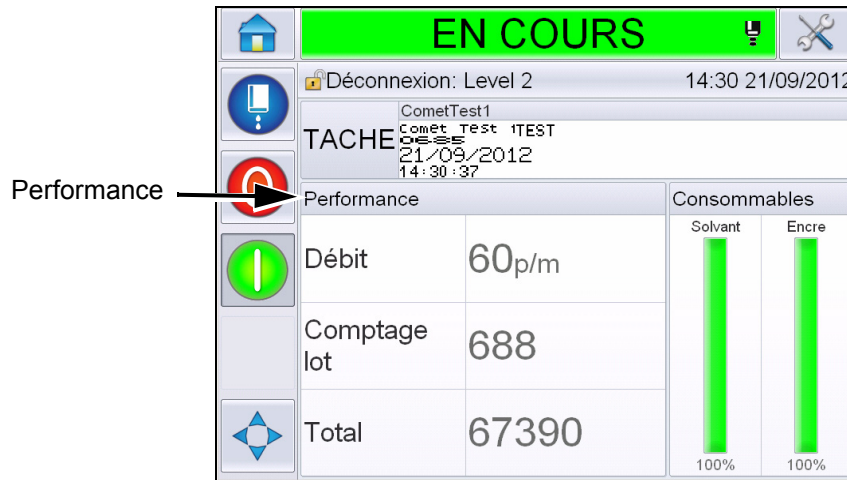 EN COURS
Déconnexion: Level 2 14:30 21/09/2012
CometTest1
TACHE
Comet Test 1TEST
21/09/2012
14:30:37
Performance
Performance
Consommables
Solvant Encre
Débit 60p/m
Comptage
lot
688
Total 67390
100% 100%